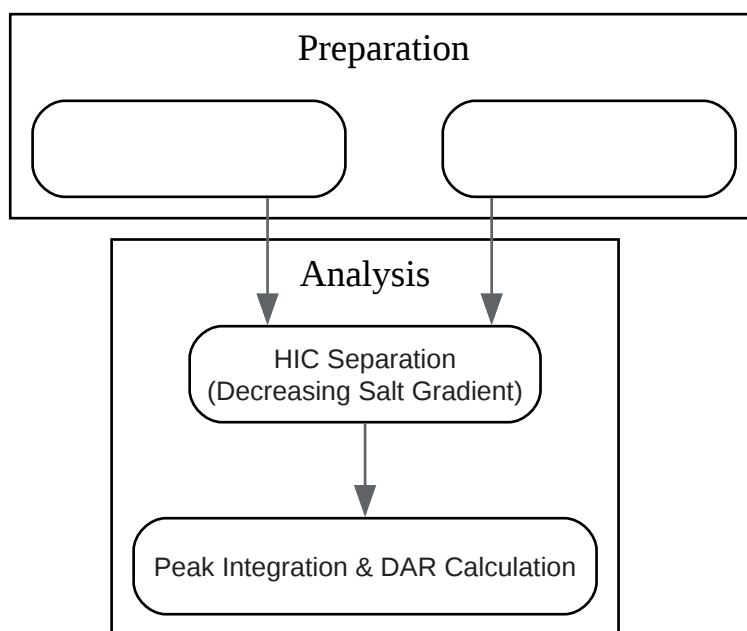 Preparation
Analysis
HIC Separation
(Decreasing Salt Gradient)
Peak Integration & DAR Calculation